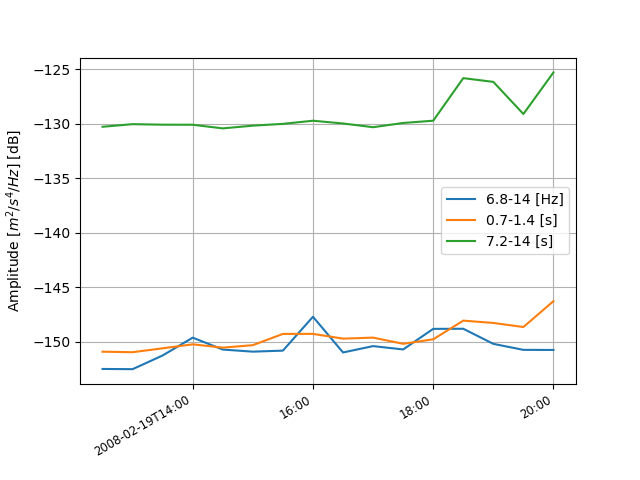 −125
−130
−135
−140
−145
−150
Amplitude [m²/s⁴/Hz] [dB]
6.8-14 [Hz]
0.7-1.4 [s]
7.2-14 [s]
2008-02-19T14:00
16:00
18:00
20:00